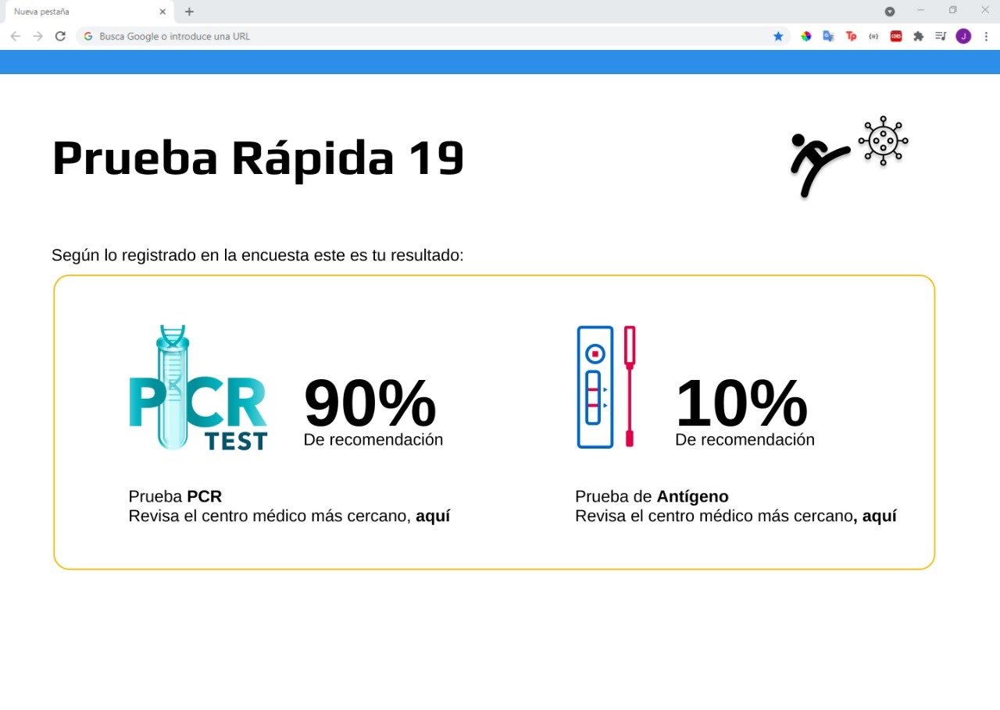 Nueva pestaña
Busca Google o introduce una URL
Tp
CORS
J
Prueba Rápida 19
Según lo registrado en la encuesta este es tu resultado:
PCR
TEST
90%
De recomendación
10%
De recomendación
Prueba PCR
Revisa el centro médico más cercano, aquí
Prueba de Antígeno
Revisa el centro médico más cercano, aquí